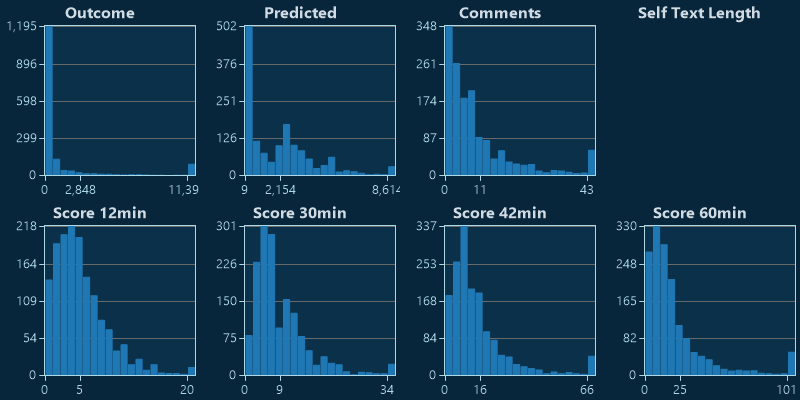 Outcome
1,195
896
598
299
0
0 2,848 11,39
Predicted
502
376
251
126
0
9 2,154 8,614
Comments
348
261
174
87
0
0 11 43
Self Text Length
Score 12min
218
164
109
54
0
0 5 20
Score 30min
301
226
150
75
0
0 9 34
Score 42min
337
253
168
84
0
0 16 66
Score 60min
330
248
165
82
0
0 25 101